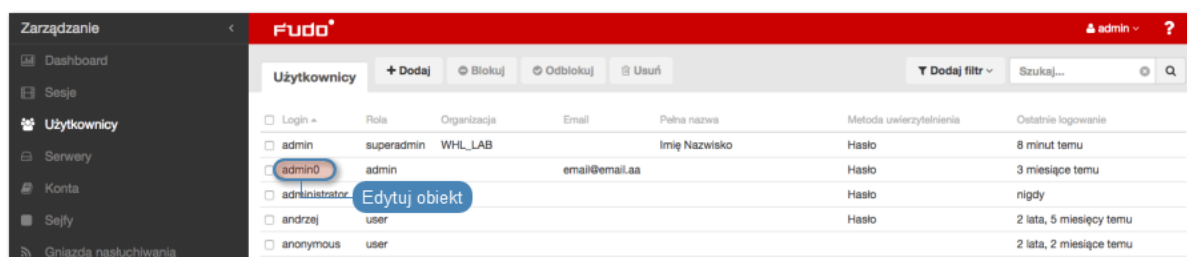 Zarządzanie
FUDO
admin
?
Dashboard
Sesje
Użytkownicy
Serwery
Konta
Sejfy
Gniazda nasłuchiwania
Użytkownicy + Dodaj Blokuj Odblokuj Usuń Dodaj filtr Szukaj...
Login Rola Organizacja Email Pełna nazwa Metoda uwierzytelnienia Ostatnie logowanie
admin superadmin WHL_LAB Imię Nazwisko Hasło 8 minut temu
admin0 admin email@email.aa Hasło 3 miesiące temu
administrator Hasło nigdy
Edytuj obiekt
andrzej user Hasło 2 lata, 5 miesięcy temu
anonymous user 2 lata, 2 miesiące temu